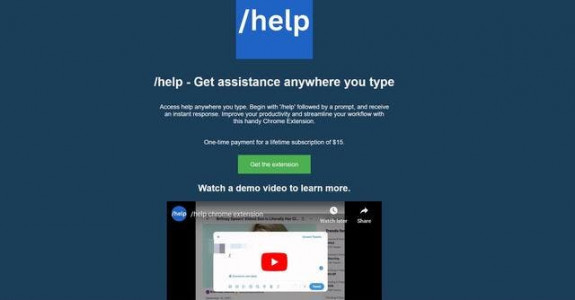 /help
/help - Get assistance anywhere you type
Access help anywhere you type. Begin with '/help' followed by a prompt, and receive
an instant response. Improve your productivity and streamline your workflow with
this handy Chrome Extension.
One-time payment for a lifetime subscription of $15.
Get the extension
Watch a demo video to learn more.
/help /help chrome extension
Watch later Share